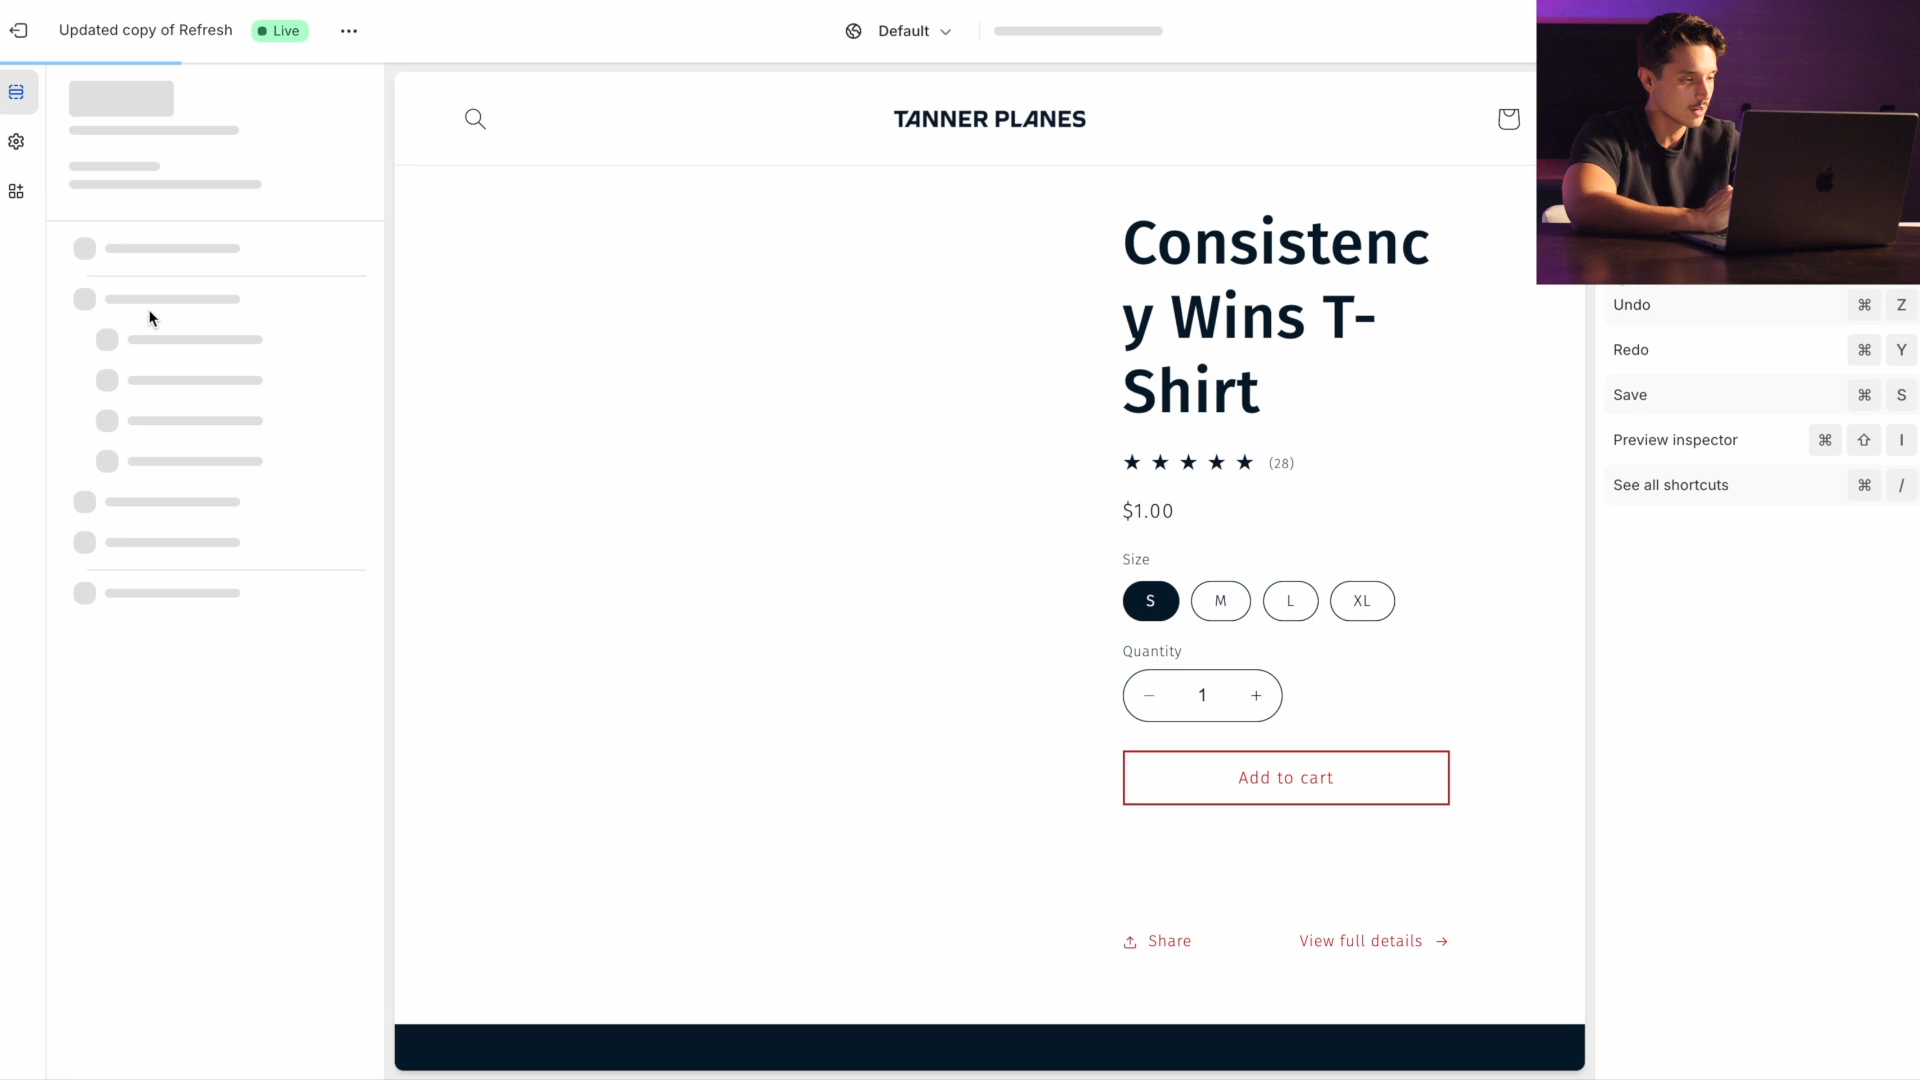 Updated copy of Refresh
Live
Default
TANNER PLANES
Consistenc
y Wins T-
Shirt
(28)
$1.00
Size
S M L XL
Quantity
1
Add to cart
Share
View full details
Undo ⌘ Z
Redo ⌘ Y
Save ⌘ S
Preview inspector ⌘ ⇧ I
See all shortcuts ⌘ /